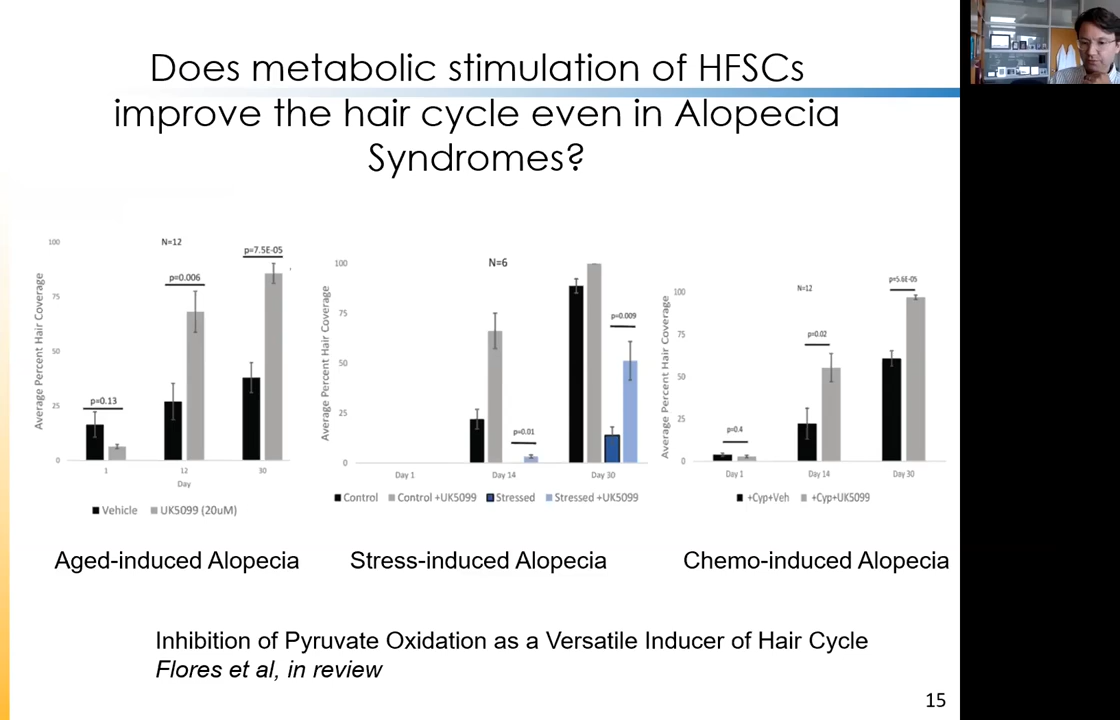 Does metabolic stimulation of HFSCs
improve the hair cycle even in Alopecia
Syndromes?
Average Percent Hair Coverage
100
75
50
25
0
N=12
p=0.13
p=0.006
p=7.5E-05
1
12
30
Day
Vehicle
UK5099 (20uM)
Aged-induced Alopecia
Average Percent Hair Coverage
100
75
50
25
0
N=6
p=0.01
p=0.009
Day 1
Day 14
Day 30
Control
Control +UK5099
Stressed
Stressed +UK5099
Stress-induced Alopecia
Average Percent Hair Coverage
100
75
50
25
0
N=12
p=0.4
p=0.02
p=5.6E-05
Day 1
Day 14
Day 30
+Cyp+Veh
+Cyp+UK5099
Chemo-induced Alopecia
Inhibition of Pyruvate Oxidation as a Versatile Inducer of Hair Cycle
Flores et al, in review
15